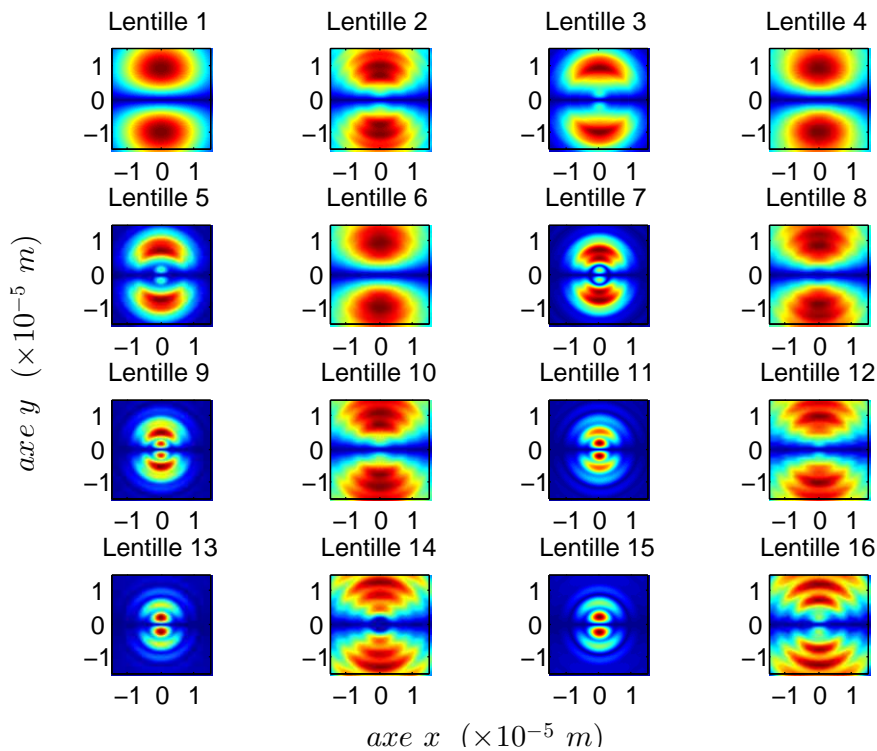 Lentille 1
Lentille 2
Lentille 3
Lentille 4
1
0
−1
1
0
−1
1
0
−1
1
0
−1
−1 0 1
−1 0 1
−1 0 1
−1 0 1
Lentille 5
Lentille 6
Lentille 7
Lentille 8
1
0
−1
1
0
−1
1
0
−1
1
0
−1
−1 0 1
−1 0 1
−1 0 1
−1 0 1
Lentille 9
Lentille 10
Lentille 11
Lentille 12
1
0
−1
1
0
−1
1
0
−1
1
0
−1
−1 0 1
−1 0 1
−1 0 1
−1 0 1
Lentille 13
Lentille 14
Lentille 15
Lentille 16
1
0
−1
1
0
−1
1
0
−1
1
0
−1
−1 0 1
−1 0 1
−1 0 1
−1 0 1
axe y (×10⁻⁵ m)
axe x (×10⁻⁵ m)